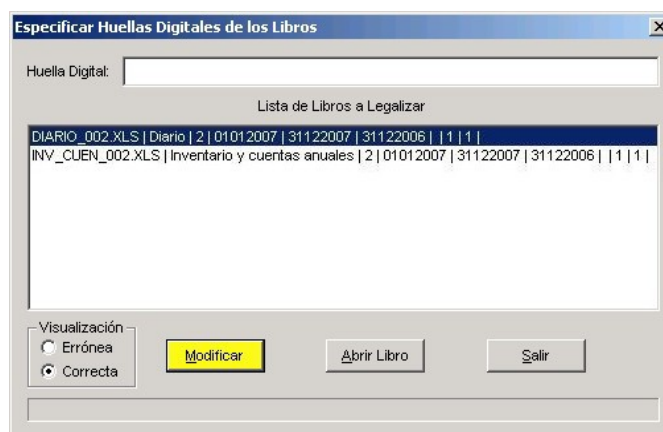 Especificar Huellas Digitales de los Libros
Huella Digital:
Lista de Libros a Legalizar
DIARIO_002.XLS | Diario | 2 | 01012007 | 31122007 | 31122006 | | 1 | 1 |
INV_CUEN_002.XLS | Inventario y cuentas anuales | 2 | 01012007 | 31122007 | 31122006 | | 1 | 1 |
Visualización
Errónea
Correcta
Modificar
Abrir Libro
Salir